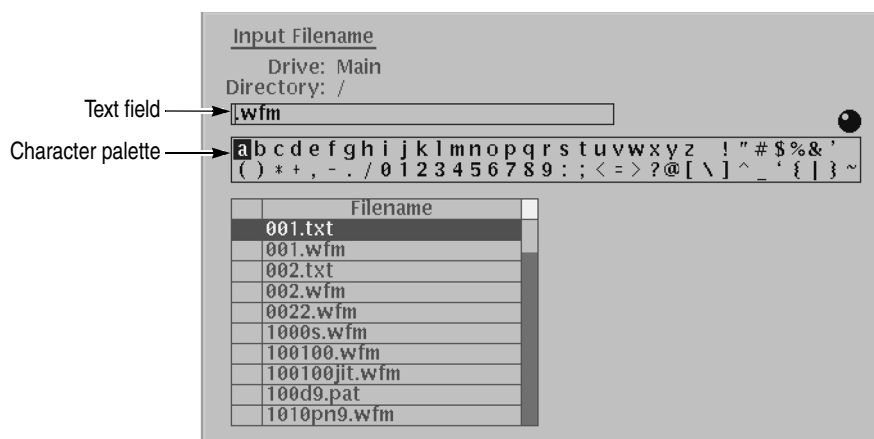 Input Filename
Drive: Main
Directory: /
Text field
.wfm
Character palette
a b c d e f g h i j k l m n o p q r s t u v w x y z ! " # $ % & '
( ) * + , - . / 0 1 2 3 4 5 6 7 8 9 : ; < = > ? @ [ \ ] ^ _ ‘ { | } ~
Filename
001.txt
001.wfm
002.txt
002.wfm
0022.wfm
1000s.wfm
100100.wfm
100100jit.wfm
100d9.pat
1010pn9.wfm